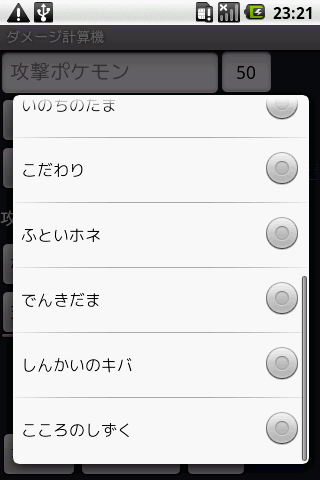 23:21
ダメージ計算機
攻撃ポケモン
50
いのちのたま
こだわり
ふといホネ
でんきだま
しんかいのキバ
こころのしずく